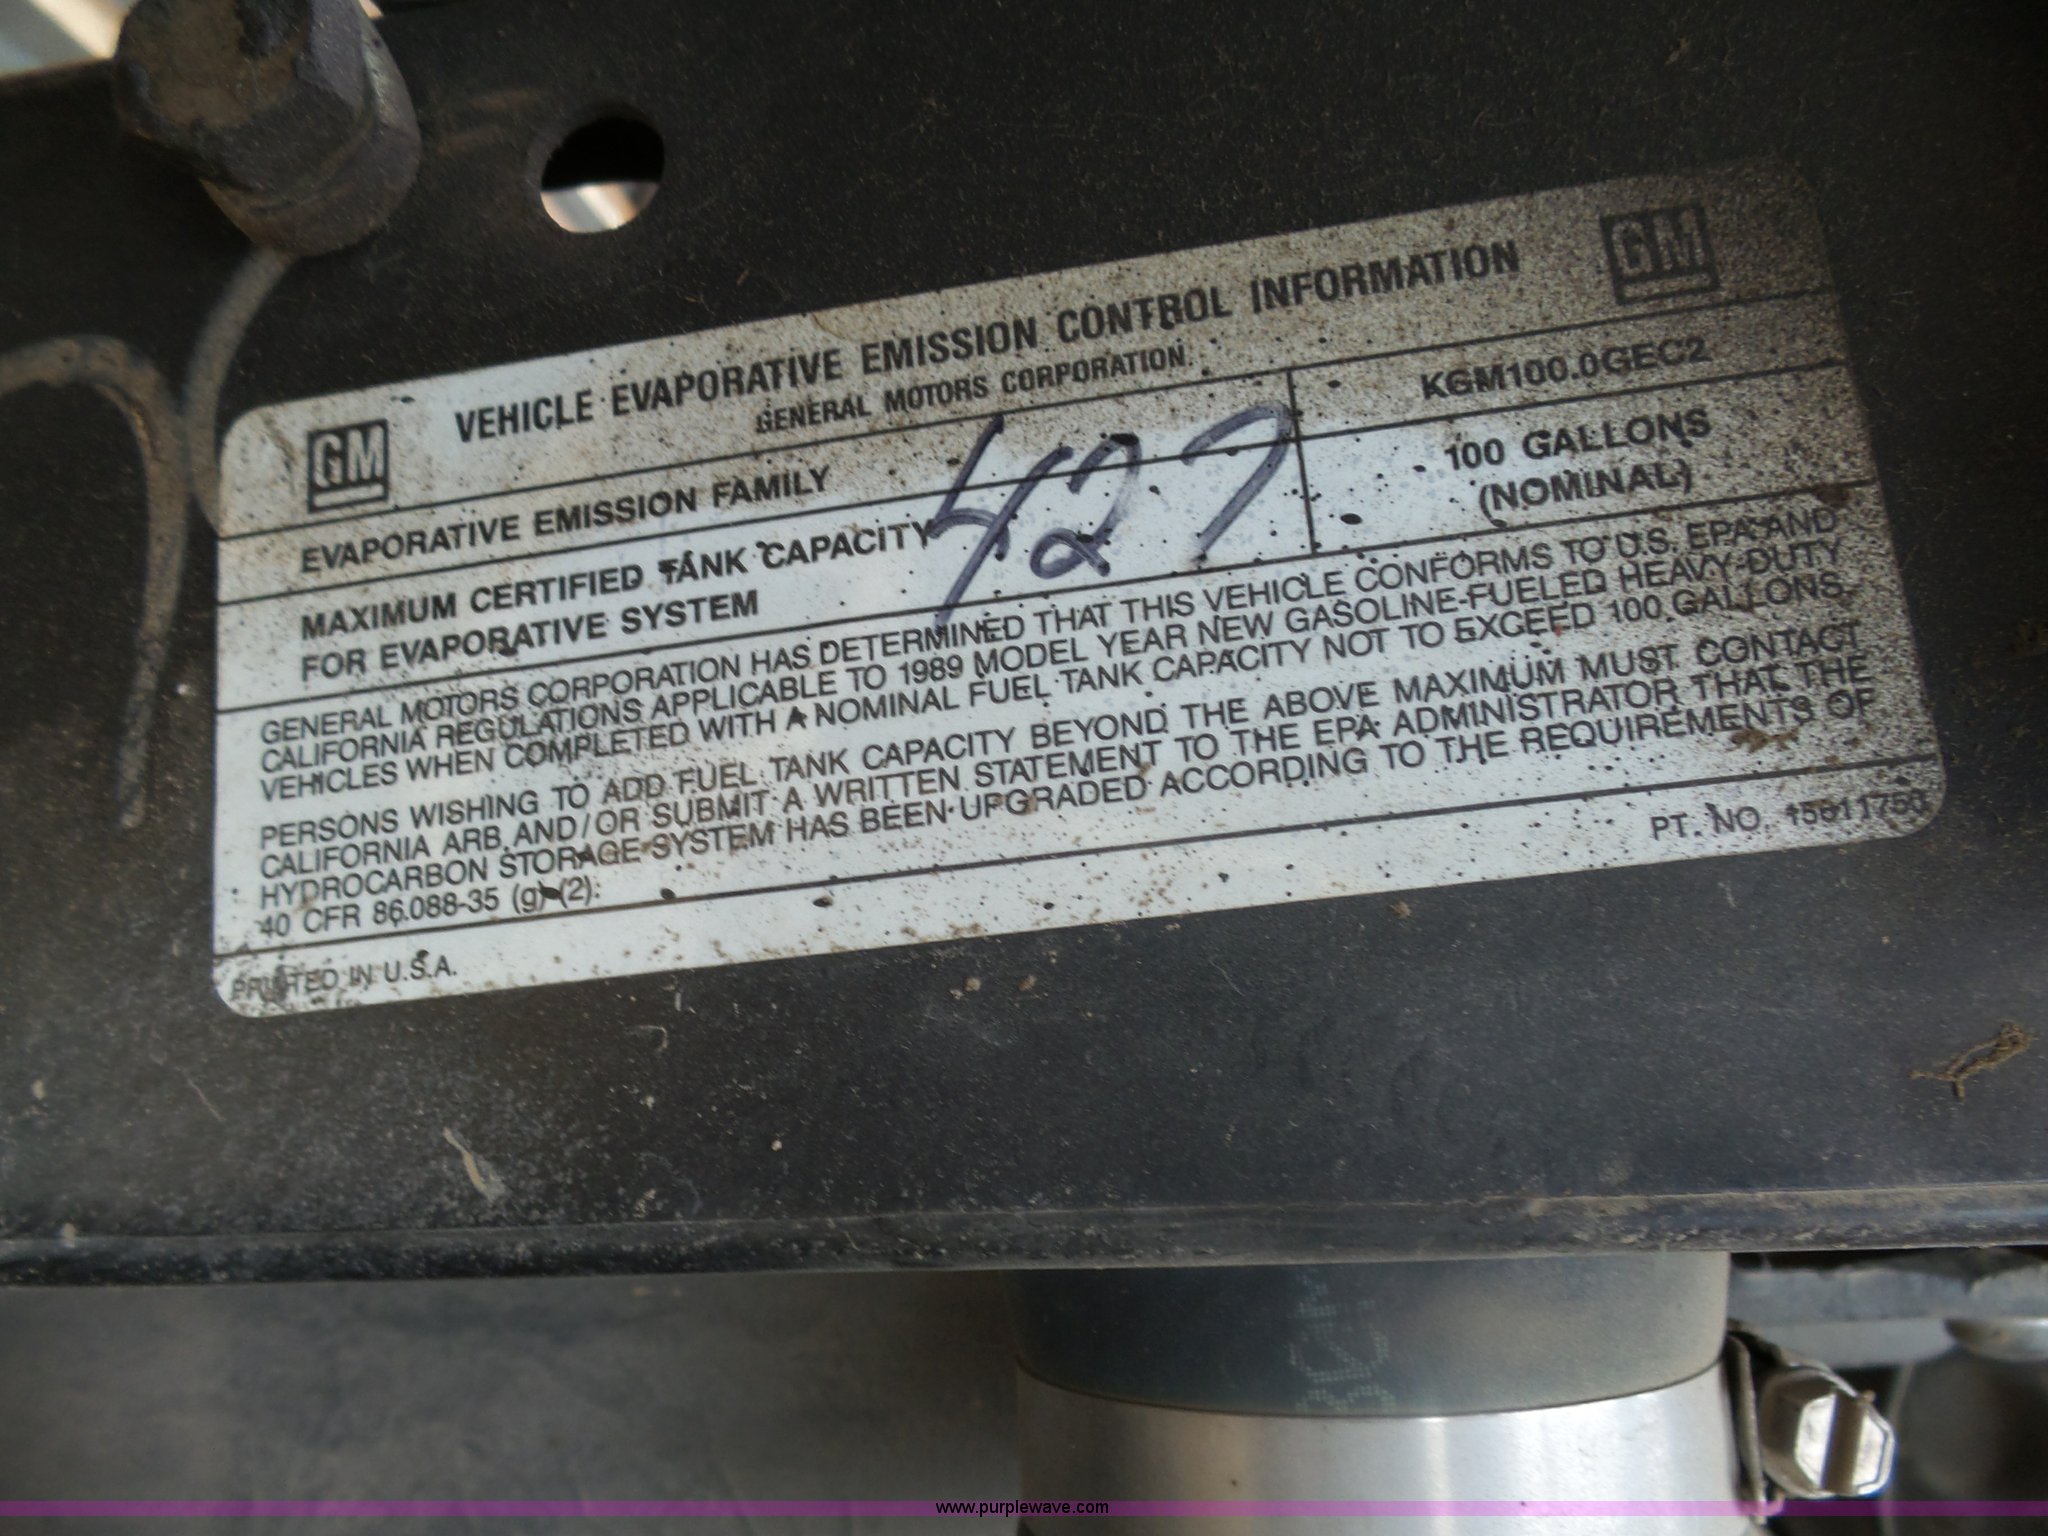 GM VEHICLE EVAPORATIVE EMISSION CONTROL INFORMATION GM
GENERAL MOTORS CORPORATION
EVAPORATIVE EMISSION FAMILY KGM100.0GEC2
MAXIMUM CERTIFIED TANK CAPACITY 100 GALLONS
FOR EVAPORATIVE SYSTEM (NOMINAL)
427
GENERAL MOTORS CORPORATION HAS DETERMINED THAT THIS VEHICLE CONFORMS TO U.S. EPA AND
CALIFORNIA REGULATIONS APPLICABLE TO 1989 MODEL YEAR NEW GASOLINE-FUELED HEAVY-DUTY
VEHICLES WHEN COMPLETED WITH A NOMINAL FUEL TANK CAPACITY NOT TO EXCEED 100 GALLONS.
PERSONS WISHING TO ADD FUEL TANK CAPACITY BEYOND THE ABOVE MAXIMUM MUST CONTACT
CALIFORNIA ARB AND/OR SUBMIT A WRITTEN STATEMENT TO THE EPA ADMINISTRATOR THAT THE
HYDROCARBON STORAGE SYSTEM HAS BEEN UPGRADED ACCORDING TO THE REQUIREMENTS OF
40 CFR 86.088-35 (g) (2).
PRINTED IN U.S.A. PT. NO. 15611750
www.purplewave.com